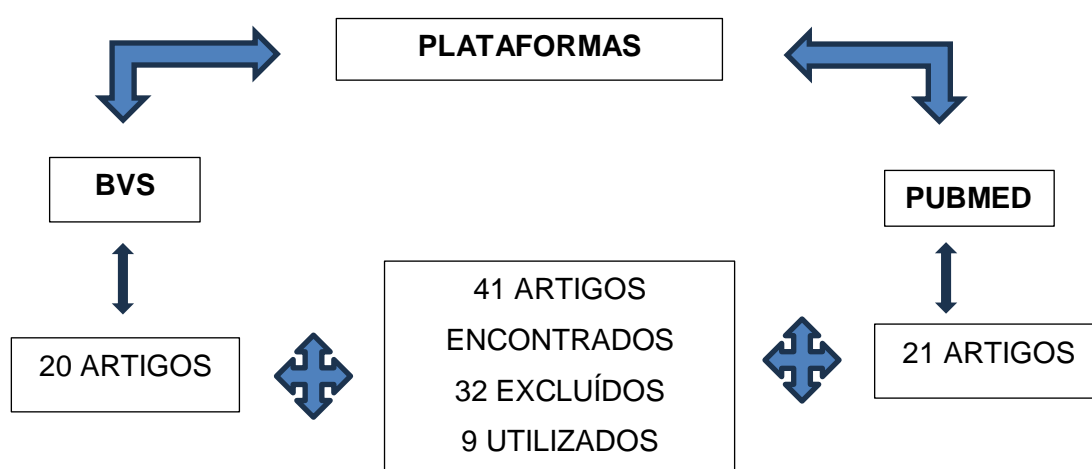 PLATAFORMAS
BVS
PUBMED
20 ARTIGOS
41 ARTIGOS
ENCONTRADOS
32 EXCLUÍDOS
9 UTILIZADOS
21 ARTIGOS